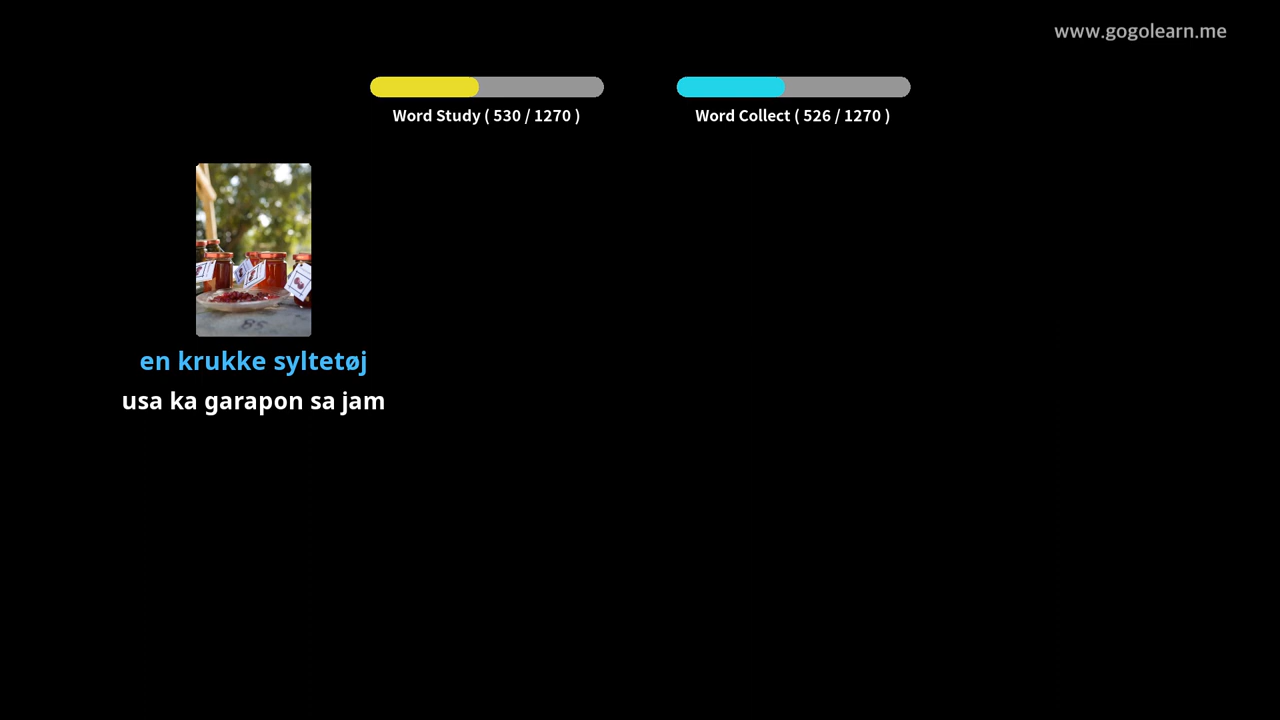 www.gogolearn.me
Word Study ( 530 / 1270 )
Word Collect ( 526 / 1270 )
en krukke syltetøj
usa ka garapon sa jam